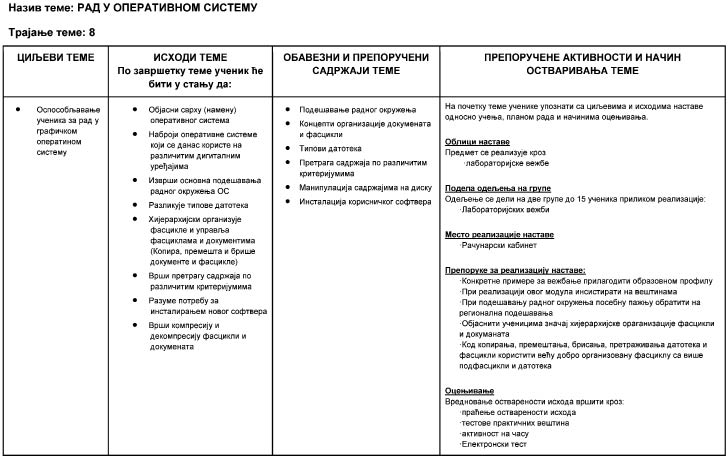 Назив теме: РАД У ОПЕРАТИВНОМ СИСТЕМУ
Трајање теме: 8
ЦИЉЕВИ ТЕМЕ
ИСХОДИ ТЕМЕ
По завршетку теме ученик ће
бити у стању да:
ОБАВЕЗНИ И ПРЕПОРУЧЕНИ
САДРЖАЈИ ТЕМЕ
ПРЕПОРУЧЕНЕ АКТИВНОСТИ И НАЧИН
ОСТВАРИВАЊА ТЕМЕ
● Оспособљавање
ученика за рад у
графичком
оператином
систему
● Објасни сврху (намену)
оперативног система
● Наброји оперативне системе
који се данас користе на
различитим дигиталним
уређајима
● Изврши основна подешавања
радног окружења ОС
● Разликује типове датотека
● Хијерархијски организује
фасцикле и управља
фасциклама и документима
(Копира, премешта и брише
документе и фасцикле)
● Врши претрагу садржаја по
различитим критеријумима
● Разуме потребу за
инсталирањем новог софтвера
● Врши компресију и
декомпресију фасцикли и
докумената
● Подешавање радног окружења
● Концепти организације докумената
и фасцикли
● Типови датотека
● Претрага садржаја по различитим
критеријумима
● Манипулација садржајима на диску
● Инсталација корисничког софтвера
На почетку теме ученике упознати са циљевима и исходима наставе
односно учења, планом рада и начинима оцењивања.
Облици наставе
Предмет се реализује кроз
·лабораторијске вежбе
Подела одељења на групе
Одељење се дели на две групе до 15 ученика приликом реализације:
·Лабораторијских вежби
Место реализације наставе
·Рачунарски кабинет
Препоруке за реализацију наставе:
·Конкретне примере за вежбање прилагодити образовном профилу
·При реализацији овог модула инсистирати на вештинама
·При подешавању радног окружења посебну пажњу обратити на
регионална подешавања
·Објаснити ученицима значај хијерархијске ораганизације фасцикли
и докуманата
·Код копирања, премештања, брисања, претраживања датотека и
фасцикли користити већу добро организовану фасциклу са више
подфасцикли и датотека
Оцењивање
Вредновање остварености исхода вршити кроз:
·праћење остварености исхода
·тестове практичних вештина
·активност на часу
·Електронски тест